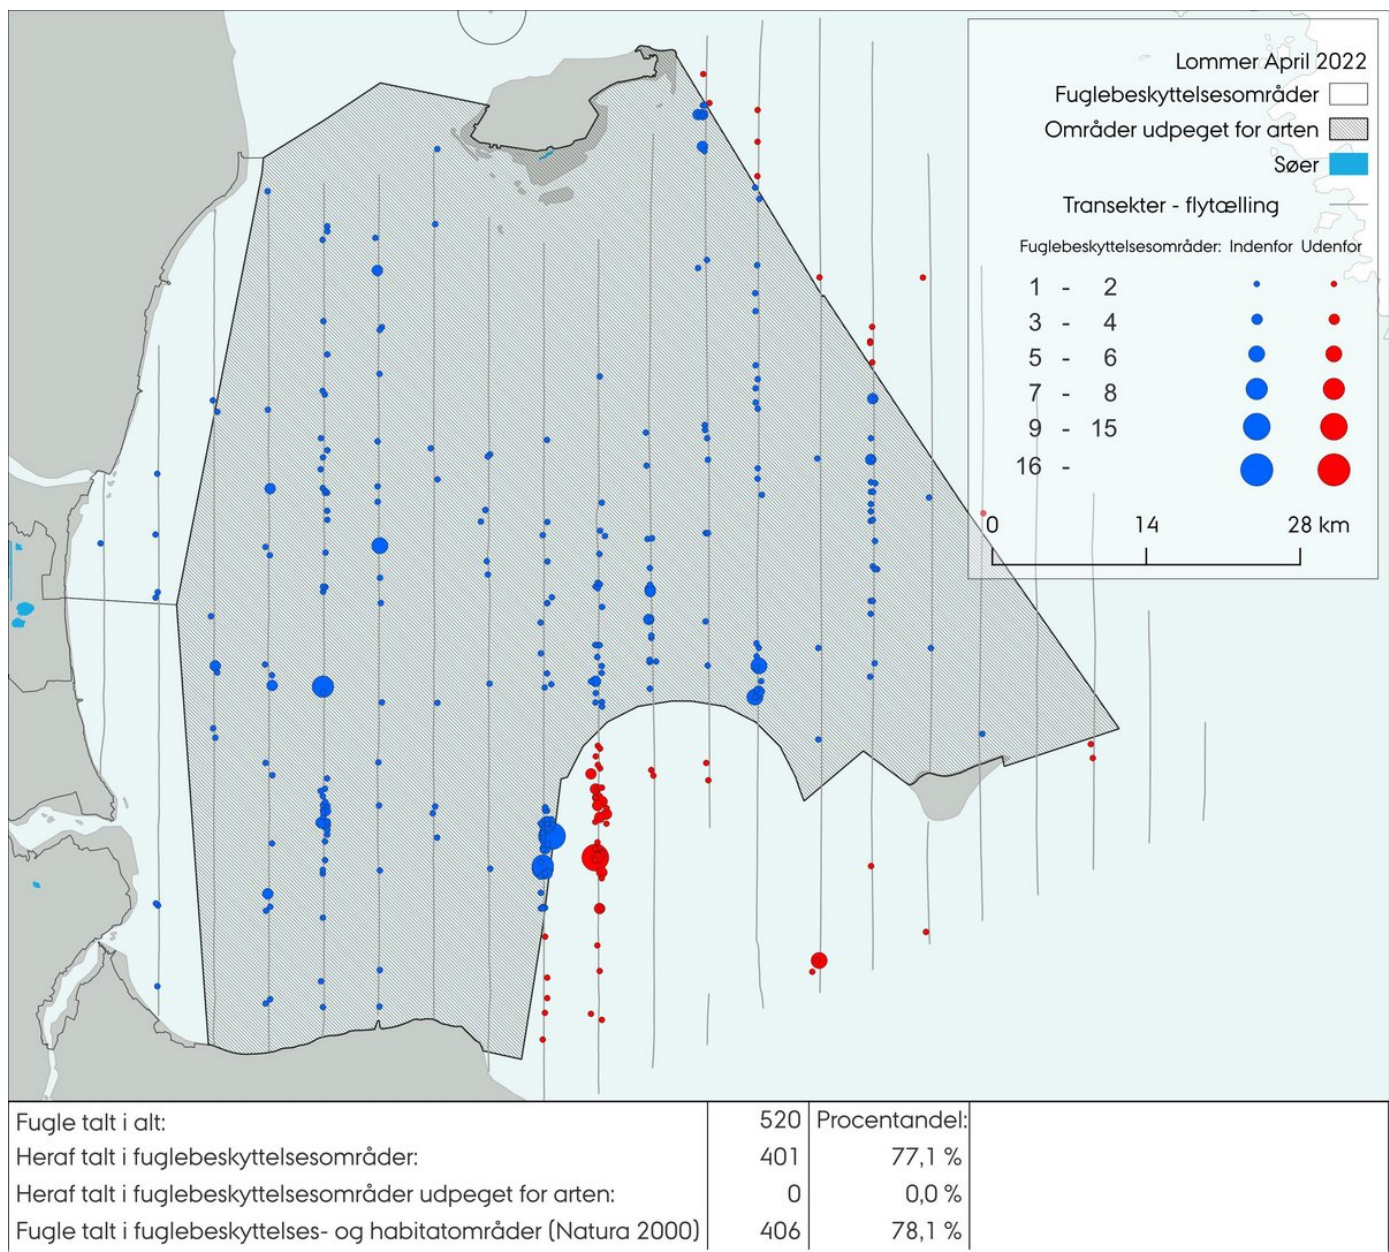 Lommer April 2022
Fuglebeskyttelsesområder
Områder udpeget for arten
Søer
Transekter - flytælling
Fuglebeskyttelsesområder: Indenfor Udenfor
1 - 2
3 - 4
5 - 6
7 - 8
9 - 15
16 -
0 14 28 km
Fugle talt i alt: 520 Procentandel:
Heraf talt i fuglebeskyttelsesområder: 401 77,1 %
Heraf talt i fuglebeskyttelsesområder udpeget for arten: 0 0,0 %
Fugle talt i fuglebeskyttelses- og habitatområder (Natura 2000) 406 78,1 %